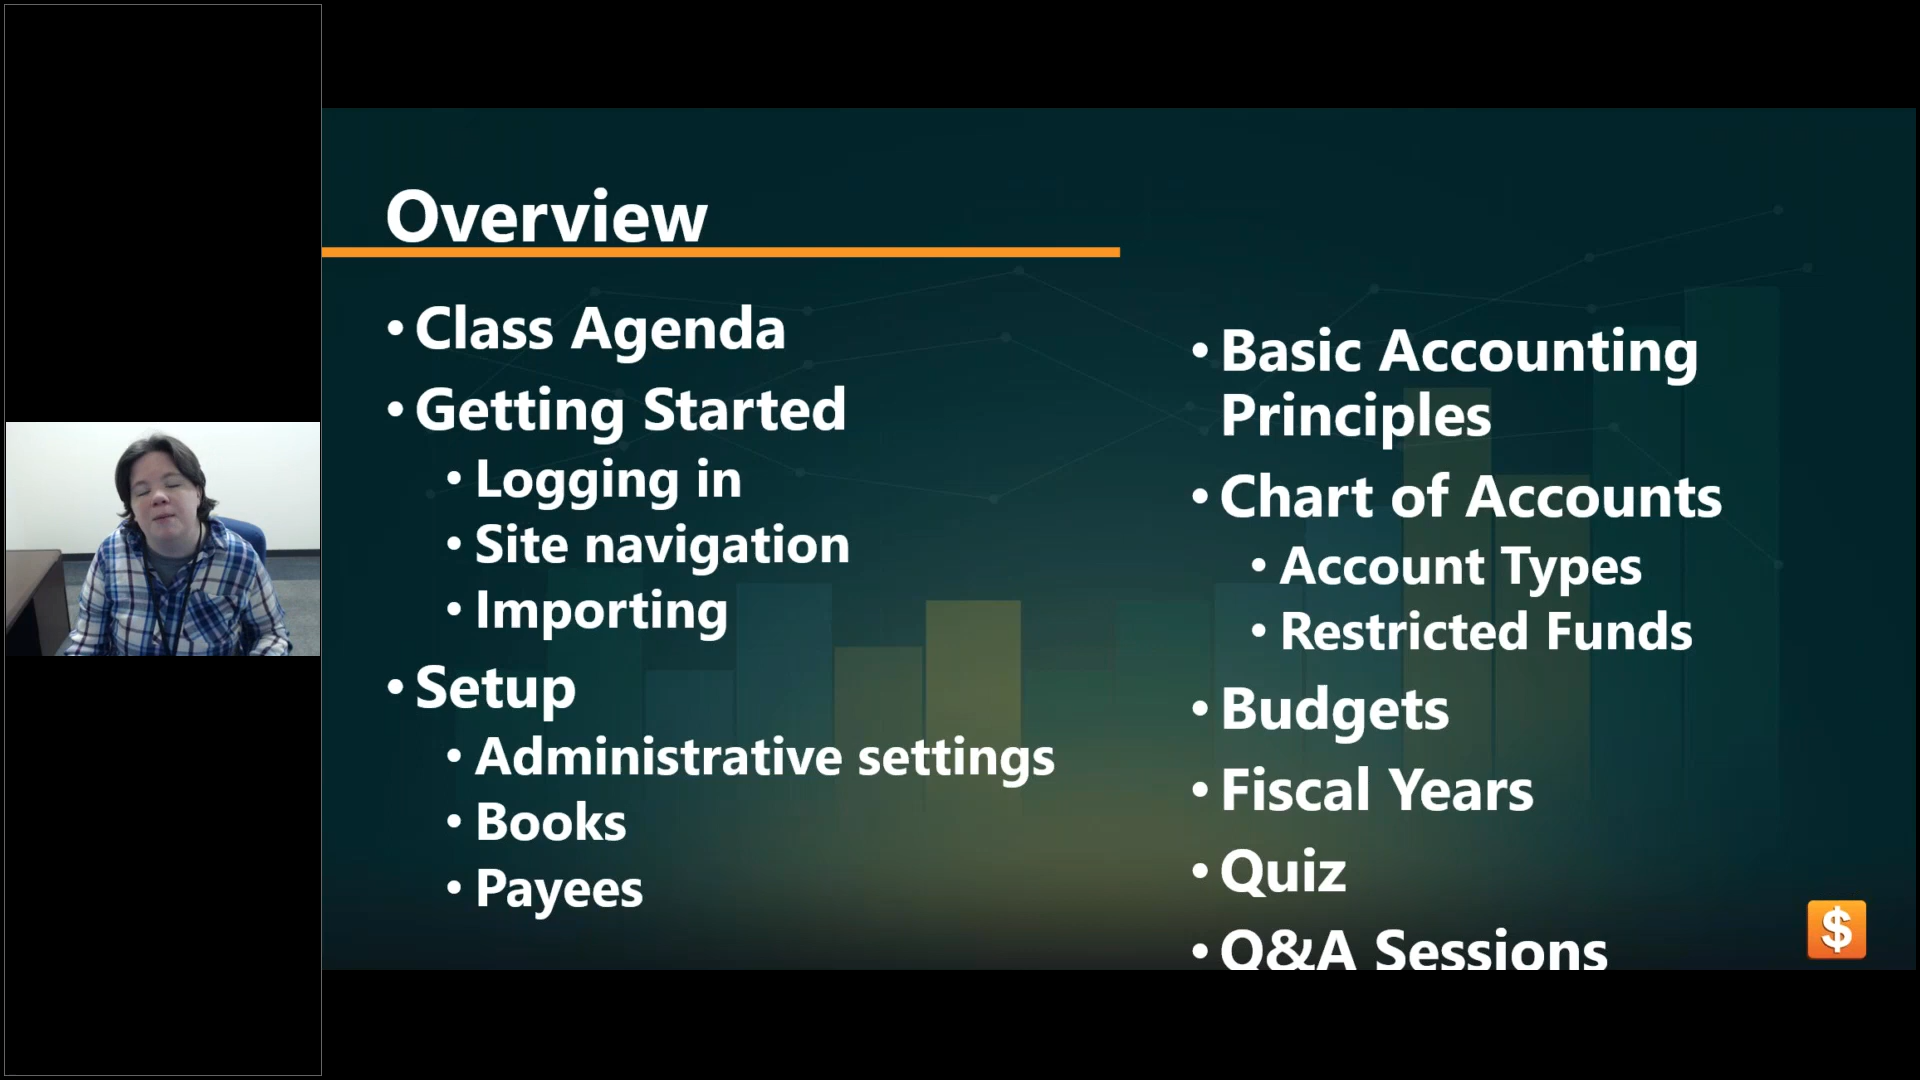 Overview
• Class Agenda
• Getting Started
• Logging in
• Site navigation
• Importing
• Setup
• Administrative settings
• Books
• Payees
• Basic Accounting
Principles
• Chart of Accounts
• Account Types
• Restricted Funds
• Budgets
• Fiscal Years
• Quiz
• Q&A Sessions
$